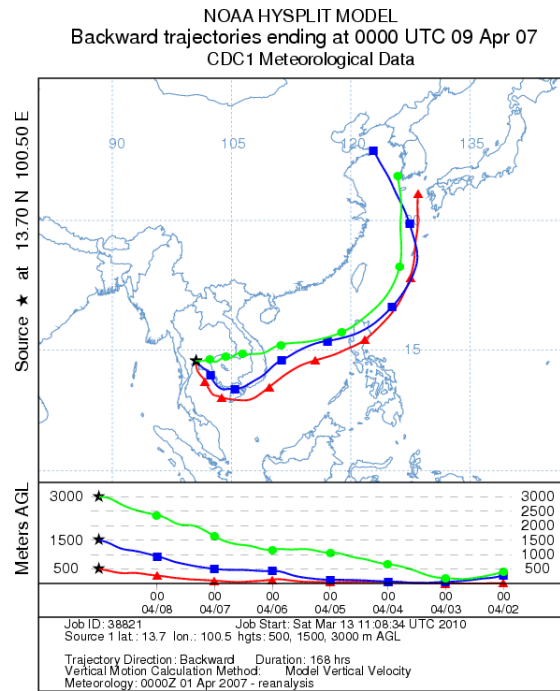 NOAA HYSPLIT MODEL
Backward trajectories ending at 0000 UTC 09 Apr 07
CDC1 Meteorological Data
Source ★ at 13.70 N 100.50 E
90 105 120 135
15
Meters AGL
3000 3000
2500
2000
1500 1500
1000
500 500
00 00 00 00 00 00 00
04/08 04/07 04/06 04/05 04/04 04/03 04/02
Job ID: 38821 Job Start: Sat Mar 13 11:08:34 UTC 2010
Source 1 lat.: 13.7 lon.: 100.5 hgts: 500, 1500, 3000 m AGL
Trajectory Direction: Backward Duration: 168 hrs
Vertical Motion Calculation Method: Model Vertical Velocity
Meteorology: 0000Z 01 Apr 2007 - reanalysis